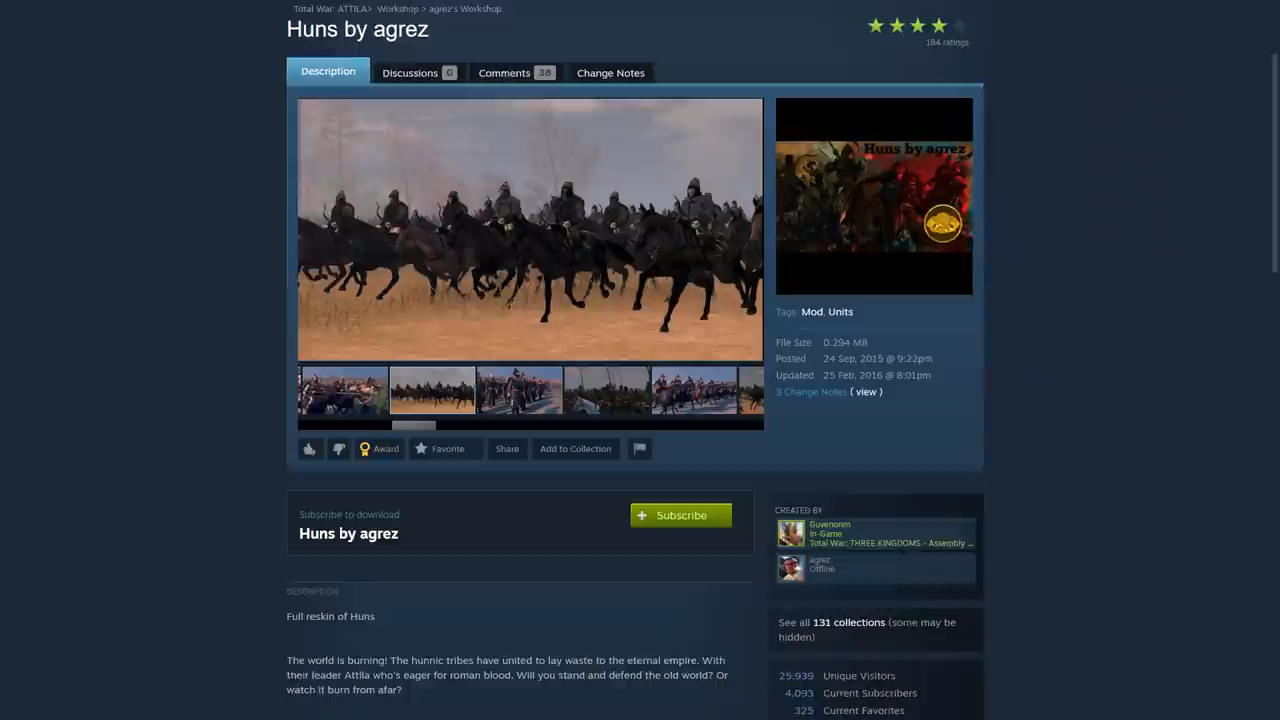 Total War: ATTILA > Workshop > agrez's Workshop
Huns by agrez
184 ratings
Description
Discussions 0
Comments 38
Change Notes
Huns by agrez
Tags: Mod, Units
File Size 0.294 MB
Posted 24 Sep, 2015 @ 9:22pm
Updated 25 Feb, 2016 @ 8:01pm
3 Change Notes ( view )
Award
Favorite
Share
Add to Collection
Subscribe to download
Huns by agrez
Subscribe
CREATED BY
Guvenoren
In-Game
Total War: THREE KINGDOMS - Assembly ...
agrez
Offline
DESCRIPTION
Full reskin of Huns
The world is burning! The hunnic tribes have united to lay waste to the eternal empire. With
their leader Attila who's eager for roman blood. Will you stand and defend the old world? Or
watch it burn from afar?
See all 131 collections (some may be
hidden)
25,939 Unique Visitors
4,093 Current Subscribers
325 Current Favorites